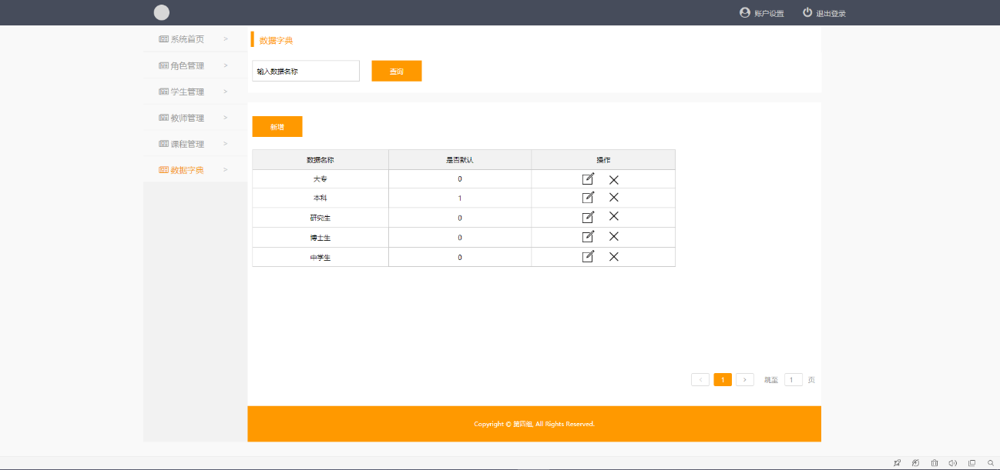 账户设置 退出登录
系统首页 >
角色管理 >
学生管理 >
教师管理 >
课程管理 >
数据字典 >
数据字典
输入数据名称 查询
新增
数据名称 是否默认 操作
大专 0
本科 1
研究生 0
博士生 0
中学生 0
< 1 > 跳至 1 页
Copyright © 第四组, All Rights Reserved.